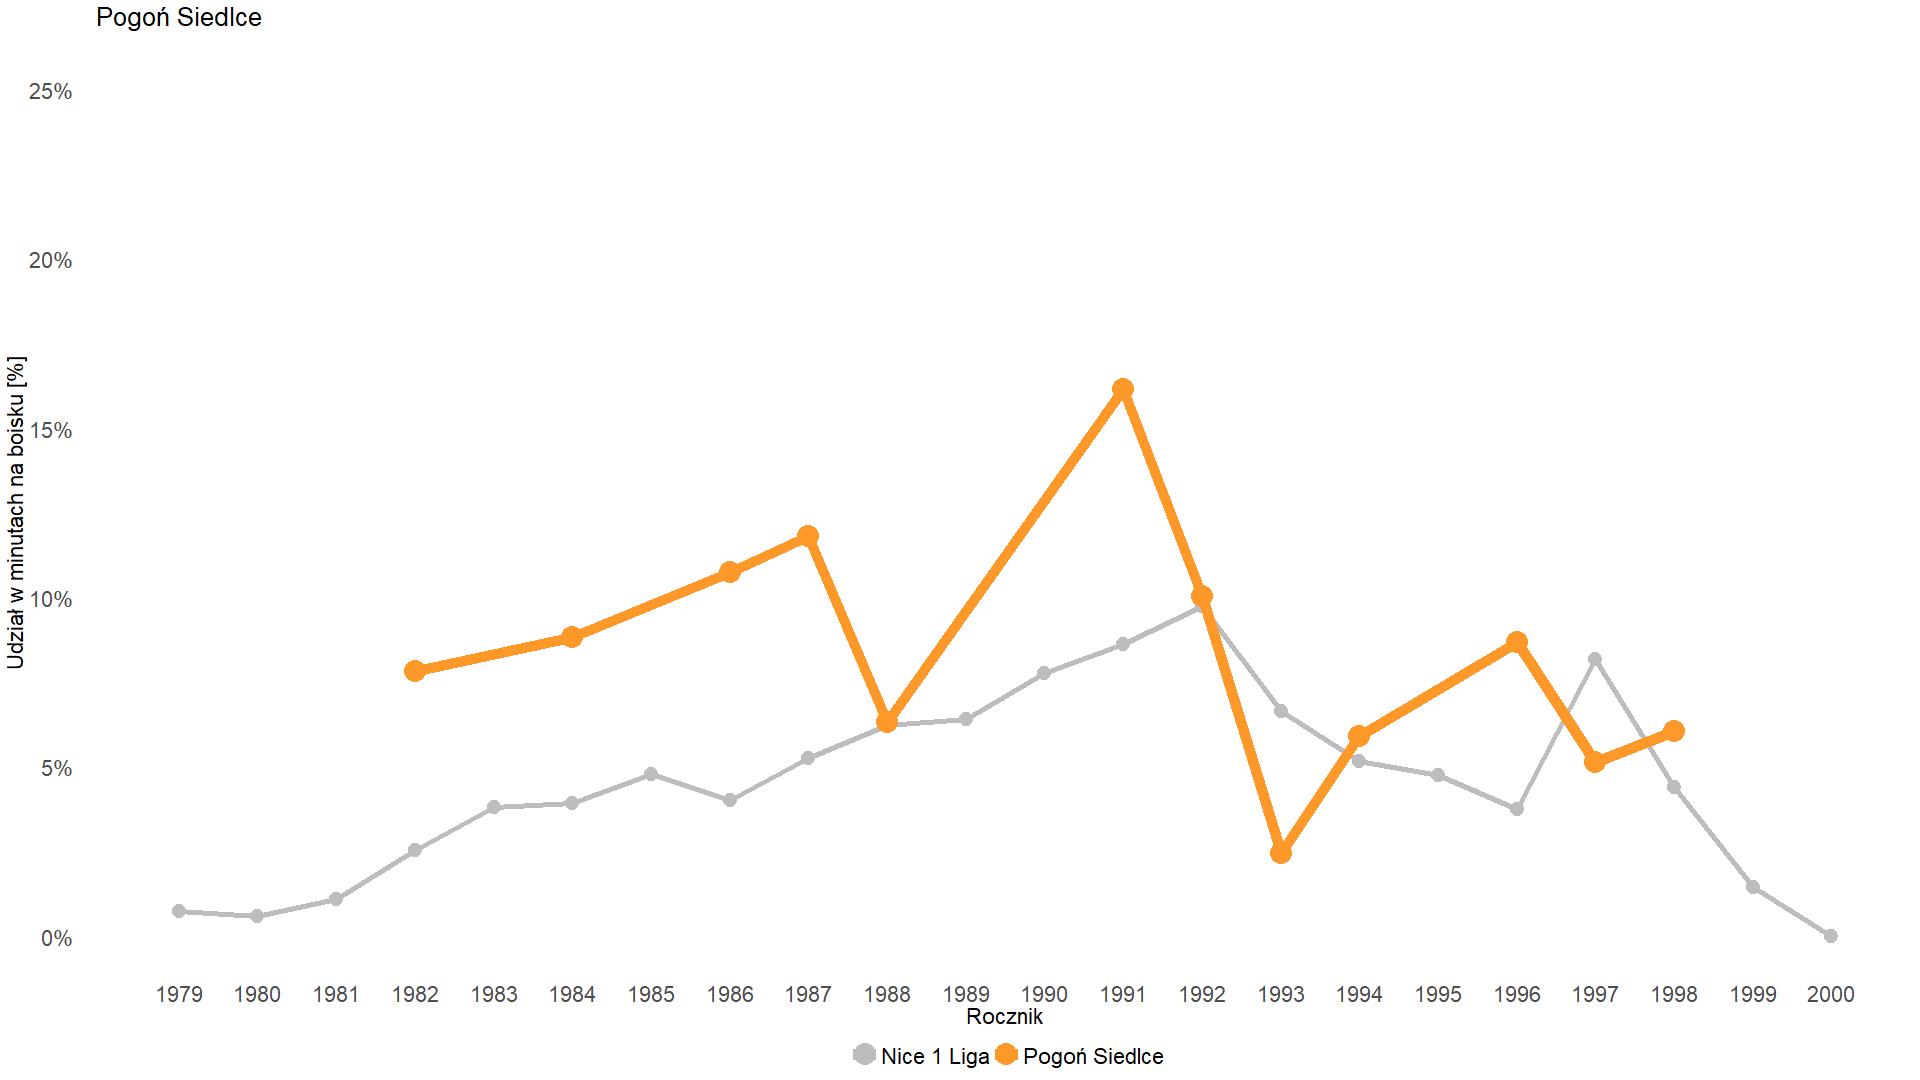 Pogoń Siedlce
25%
20%
15%
10%
5%
0%
Udział w minutach na boisku [%]
1979 1980 1981 1982 1983 1984 1985 1986 1987 1988 1989 1990 1991 1992 1993 1994 1995 1996 1997 1998 1999 2000
Rocznik
Nice 1 Liga Pogoń Siedlce